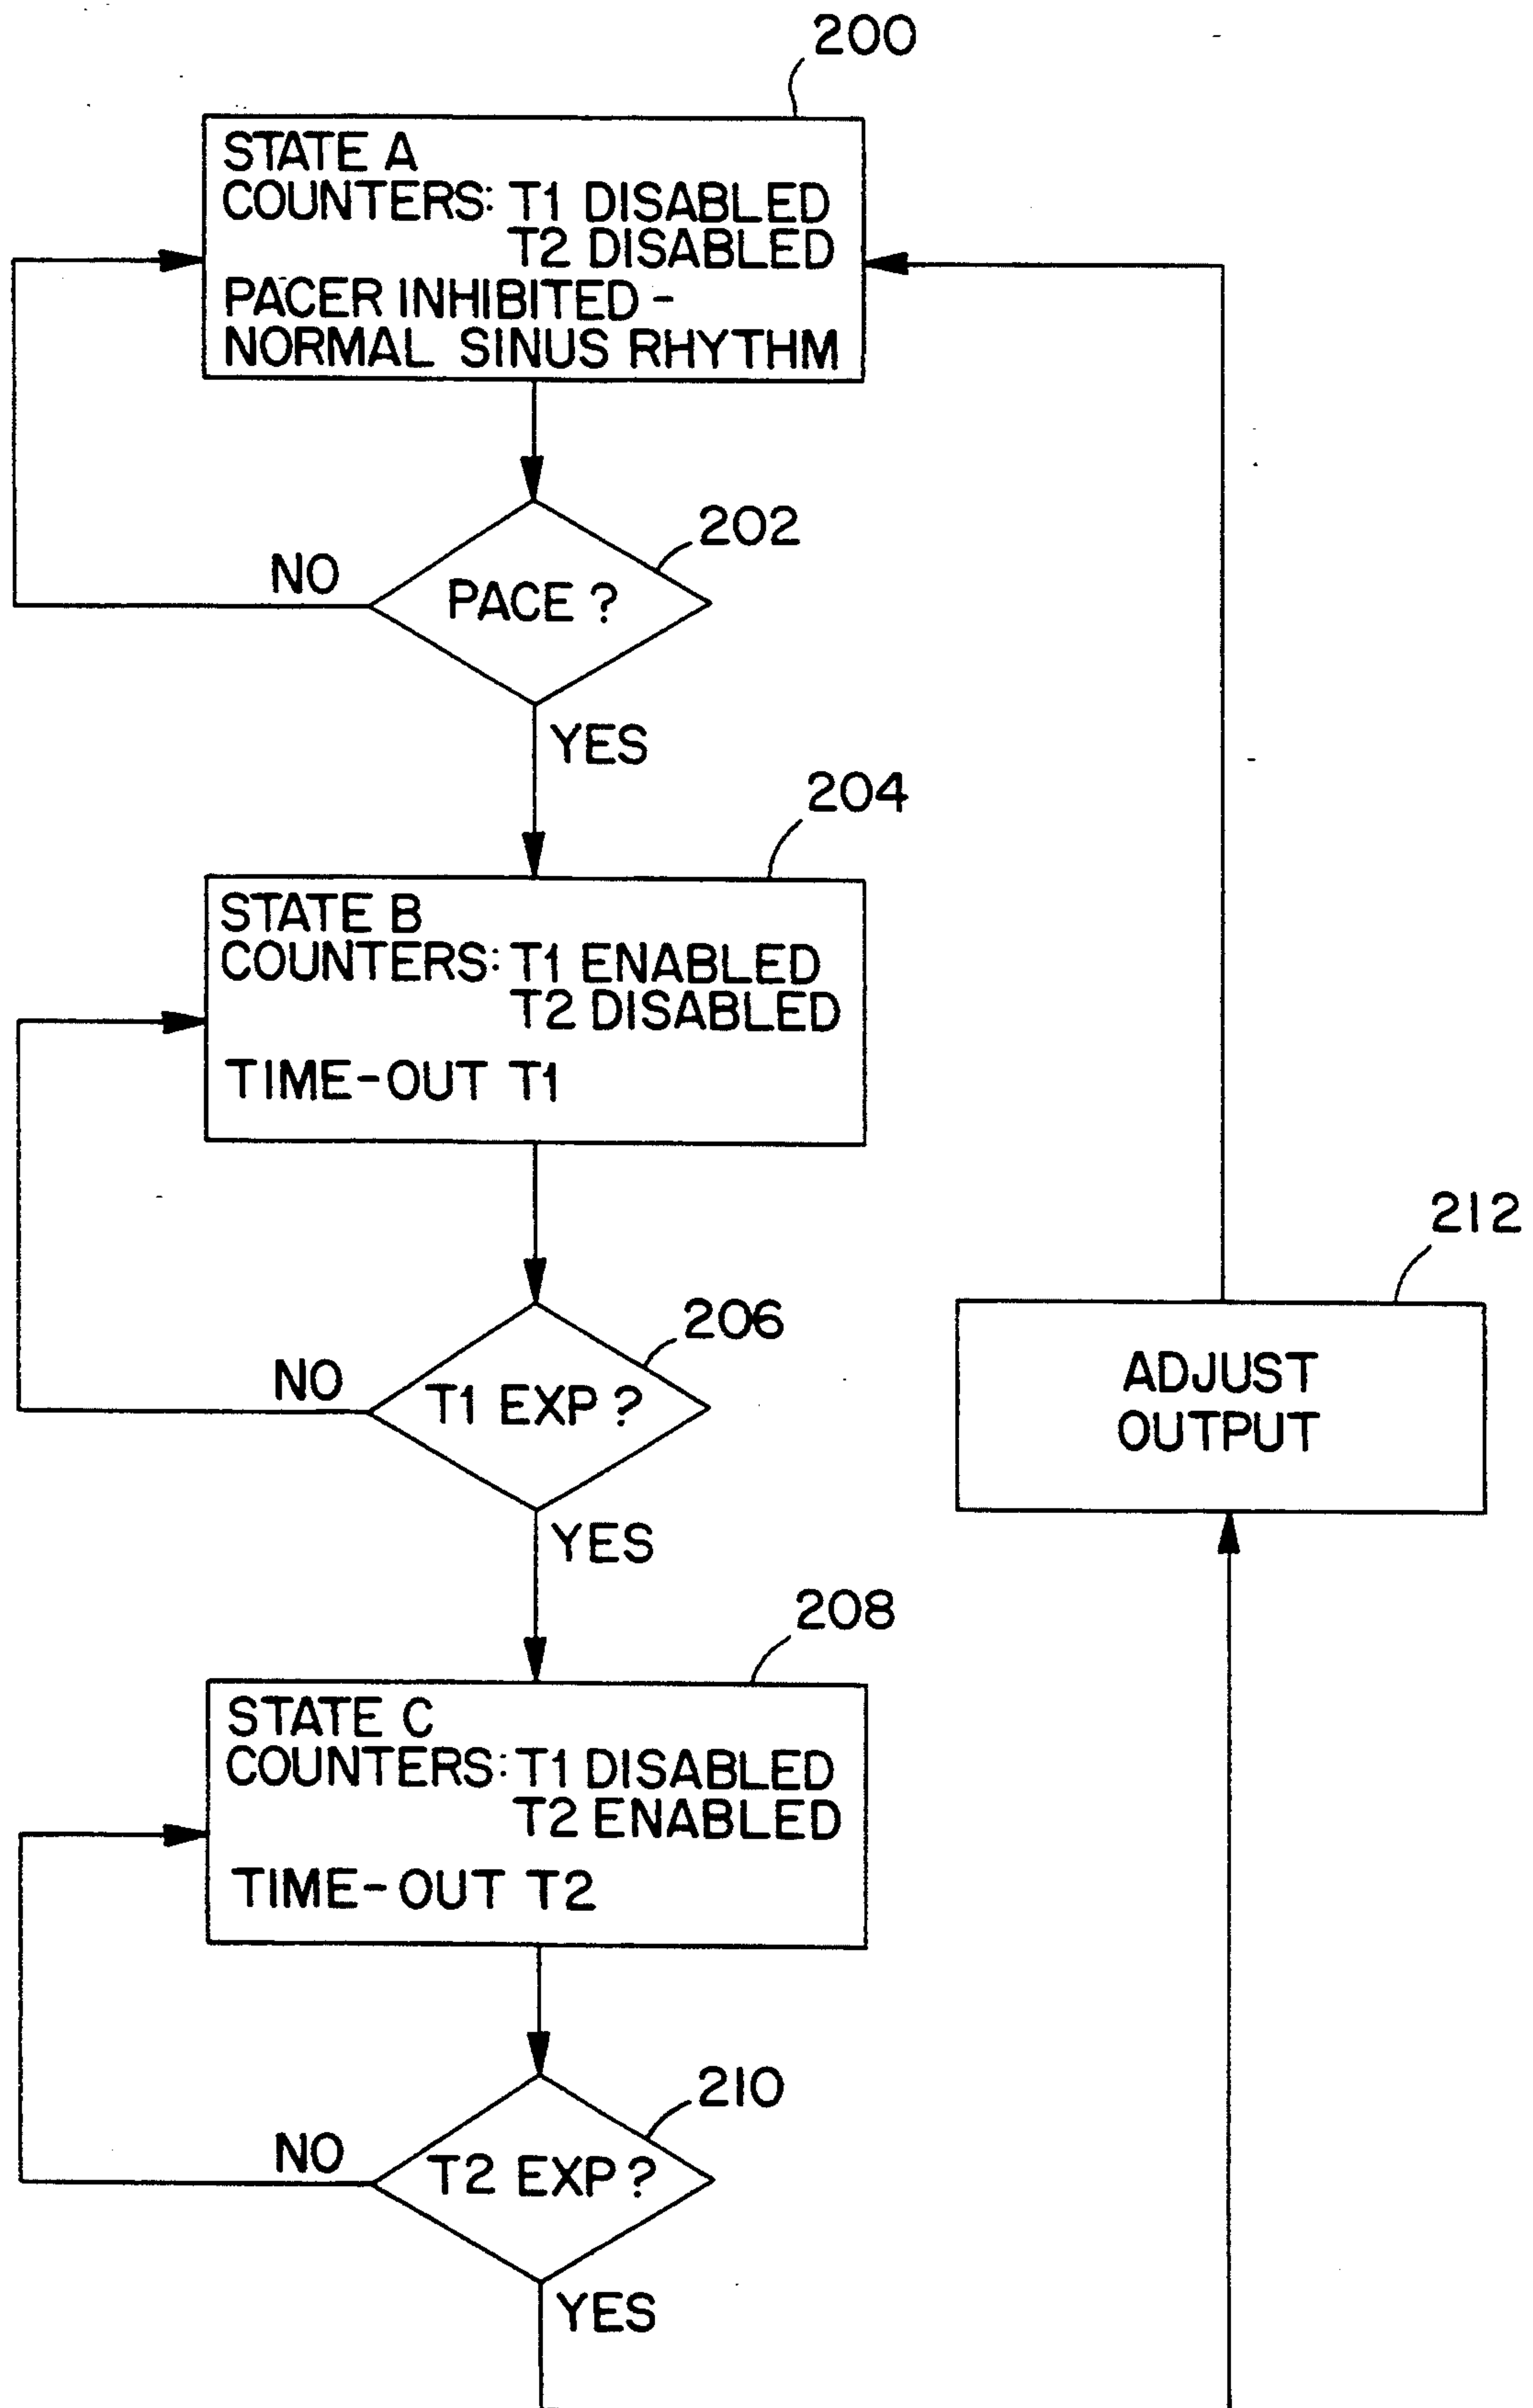 200
STATE A
COUNTERS: T1 DISABLED
T2 DISABLED
PACER INHIBITED -
NORMAL SINUS RHYTHM
202
NO
PACE ?
YES
204
STATE B
COUNTERS: T1 ENABLED
T2 DISABLED
TIME-OUT T1
206
NO
T1 EXP ?
YES
212
ADJUST
OUTPUT
208
STATE C
COUNTERS: T1 DISABLED
T2 ENABLED
TIME-OUT T2
210
NO
T2 EXP ?
YES